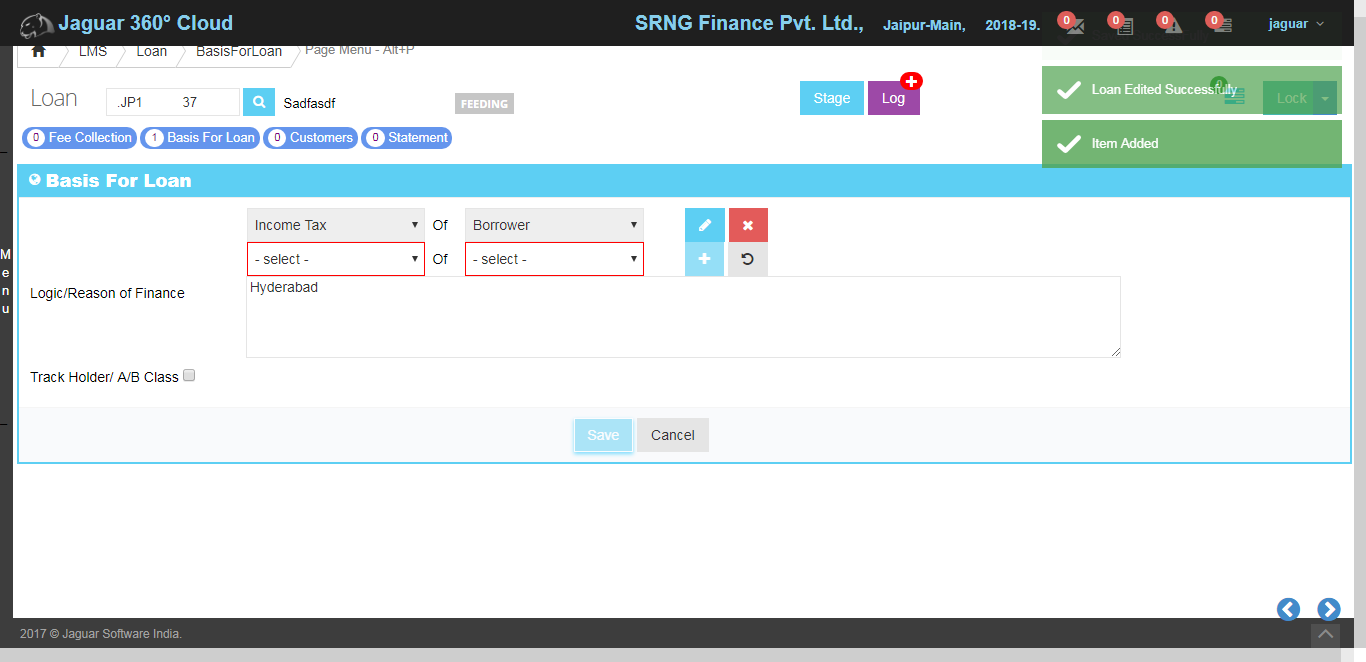 Jaguar 360° Cloud
SRNG Finance Pvt. Ltd., Jaipur-Main, 2018-19.
0 0 0 0 jaguar
LMS Loan BasisForLoan Page Menu - Alt+P
Loan .JP1 37 Sadfasdf FEEDING Stage Log
Loan Edited Successfully
Lock
0 Fee Collection 1 Basis For Loan 0 Customers 0 Statement
Item Added
Basis For Loan
Menu
Income Tax Of Borrower
- select - Of - select -
Logic/Reason of Finance Hyderabad
Track Holder/ A/B Class
Save Cancel
2017 © Jaguar Software India.